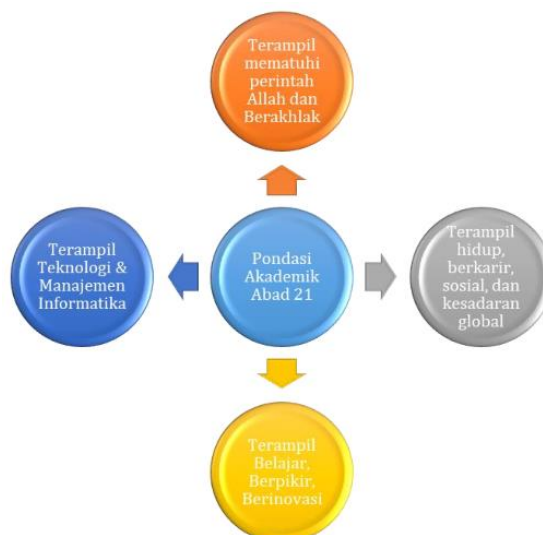 Terampil
mematuhi
perintah
Allah dan
Berakhlak
Terampil
Teknologi &
Manajemen
Informatika
Pondasi
Akademik
Abad 21
Terampil
hidup,
berkarir,
sosial, dan
kesadaran
global
Terampil
Belajar,
Berpikir,
Berinovasi